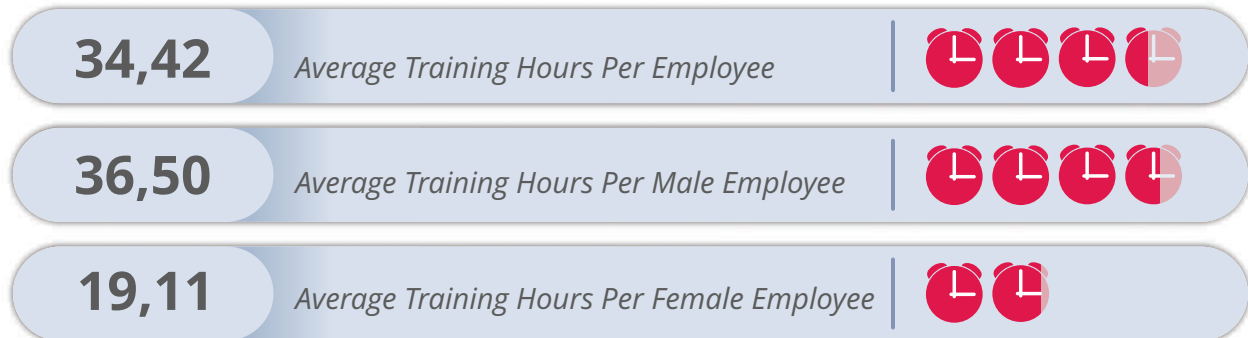 34,42 Average Training Hours Per Employee
36,50 Average Training Hours Per Male Employee
19,11 Average Training Hours Per Female Employee